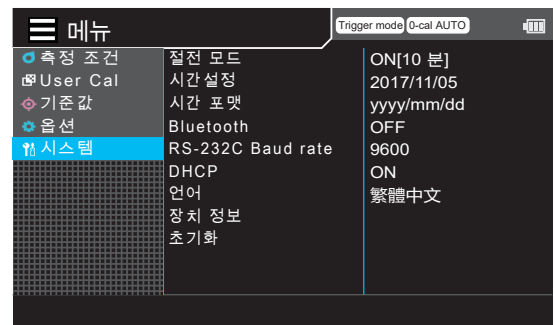 메뉴
Trigger mode 0-cal AUTO
측정 조건
User Cal
기준값
옵션
시스템
절전 모드 ON[10 분]
시간설정 2017/11/05
시간 포맷 yyyy/mm/dd
Bluetooth OFF
RS-232C Baud rate 9600
DHCP ON
언어 繁體中文
장치 정보
초기화